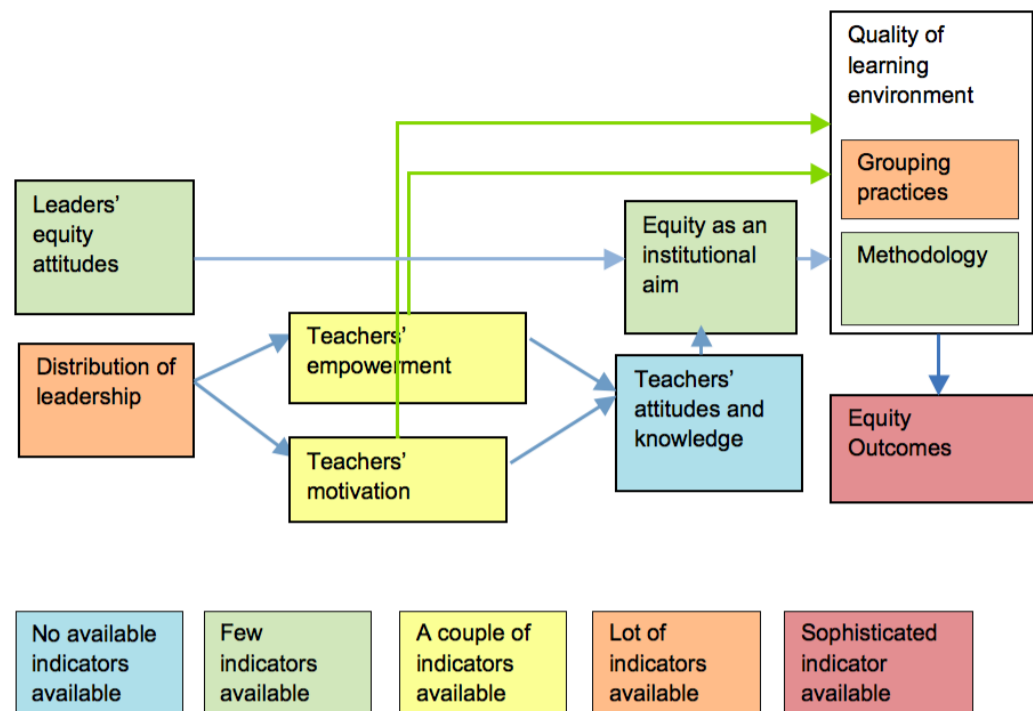 Quality of
learning
environment
Grouping
practices
Methodology
Leaders’
equity
attitudes
Equity as an
institutional
aim
Distribution of
leadership
Teachers’
empowerment
Teachers’
motivation
Teachers’
attitudes and
knowledge
Equity
Outcomes
No available
indicators
available
Few
indicators
available
A couple of
indicators
available
Lot of
indicators
available
Sophisticated
indicator
available